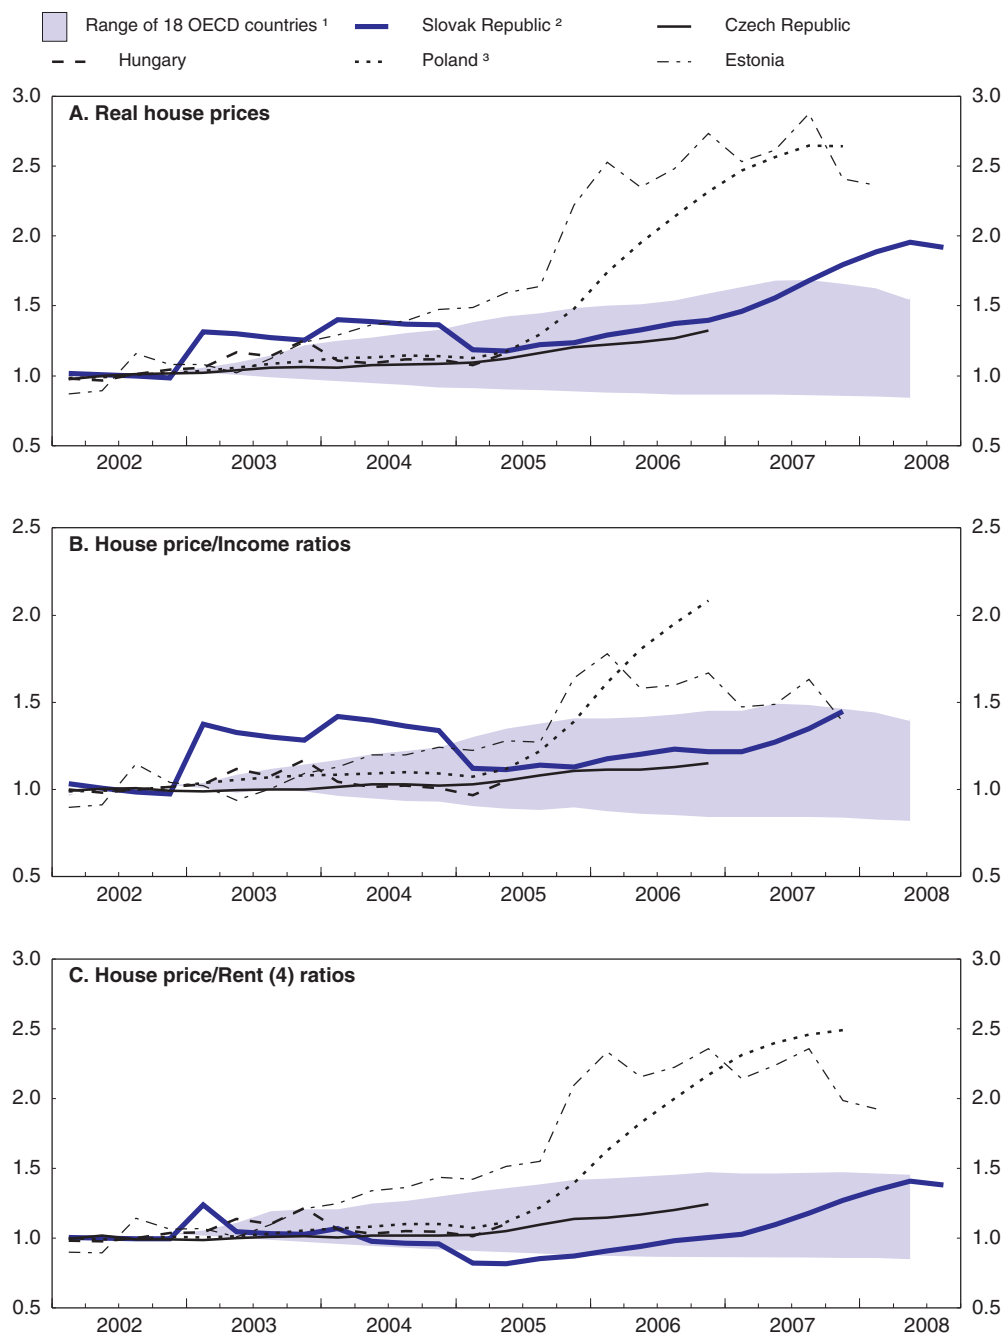 Range of 18 OECD countries ¹ Slovak Republic ² Czech Republic
Hungary Poland ³ Estonia
3.0 3.0
A. Real house prices
2.5 2.5
2.0 2.0
1.5 1.5
1.0 1.0
0.5 0.5
2002 2003 2004 2005 2006 2007 2008
2.5 2.5
B. House price/Income ratios
2.0 2.0
1.5 1.5
1.0 1.0
0.5 0.5
2002 2003 2004 2005 2006 2007 2008
3.0 3.0
C. House price/Rent (4) ratios
2.5 2.5
2.0 2.0
1.5 1.5
1.0 1.0
0.5 0.5
2002 2003 2004 2005 2006 2007 2008